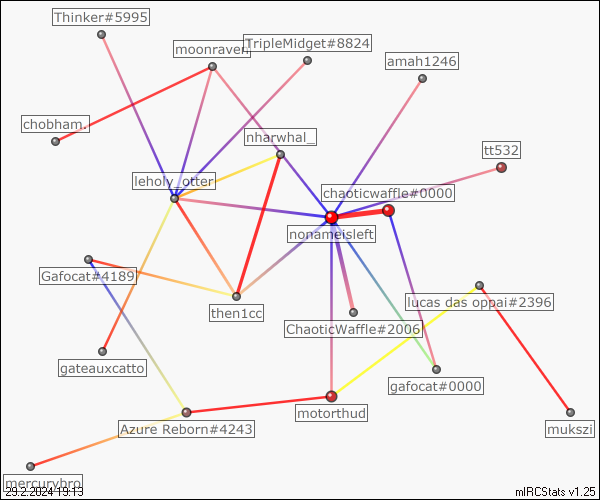 Thinker#5995
moonraven
TripleMidget#8824
amah1246
chobham.
nharwhal_
tt532
leholy_otter
chaoticwaffle#0000
nonameisleft
Gafocat#4189
then1cc
lucas das oppai#2396
ChaoticWaffle#2006
gateauxcatto
gafocat#0000
motorthud
Azure Reborn#4243
mukszi
mercurybro
29.2.2024 19:13
mIRCStats v1.25